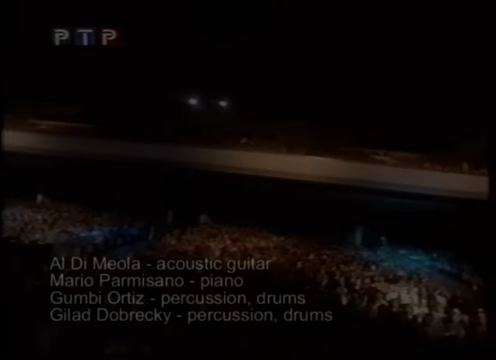 РТР
Al Di Meola - acoustic guitar
Mario Parmisano - piano
Gumbi Ortiz - percussion, drums
Gilad Dobrecky - percussion, drums